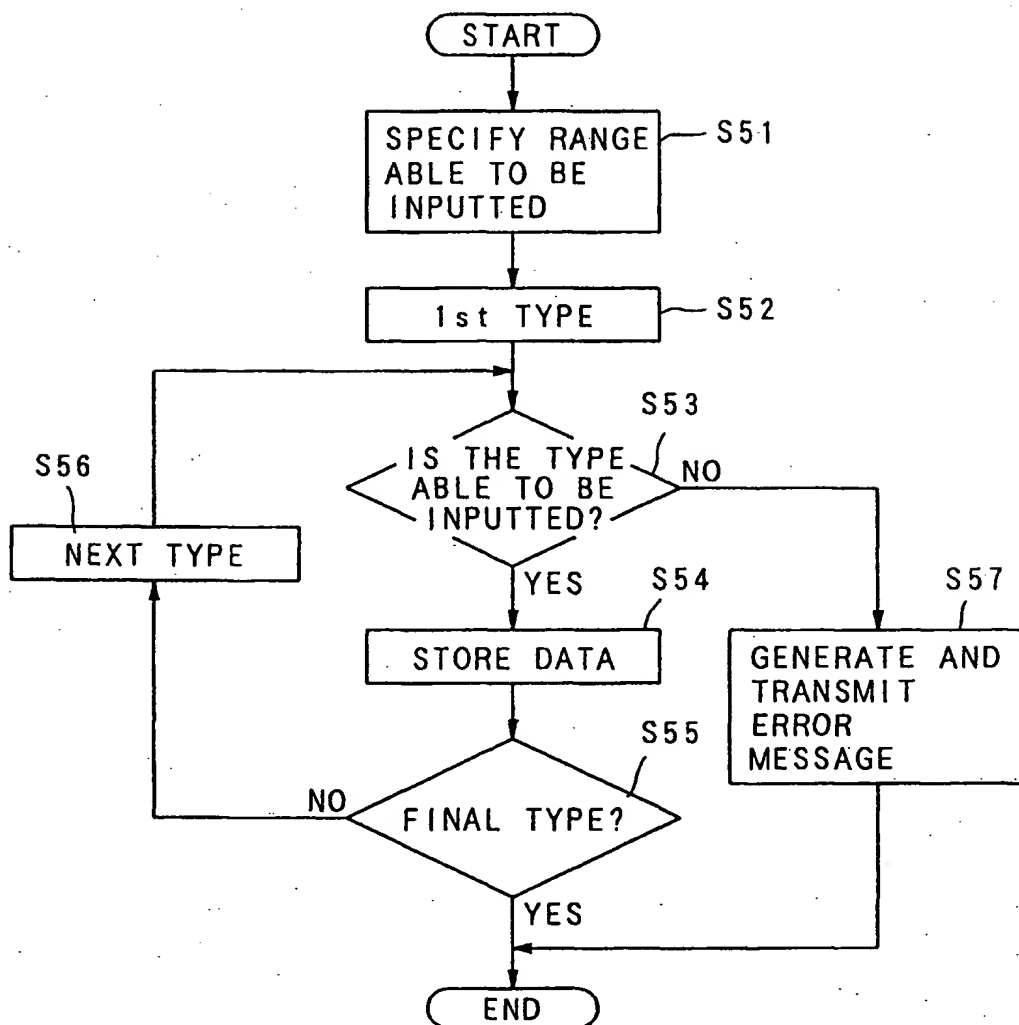 START
SPECIFY RANGE
ABLE TO BE
INPUTTED
S51
1st TYPE
S52
S53
IS THE TYPE
ABLE TO BE
INPUTTED?
NO
YES
S56
NEXT TYPE
S54
STORE DATA
S57
GENERATE AND
TRANSMIT
ERROR
MESSAGE
S55
FINAL TYPE?
NO
YES
END